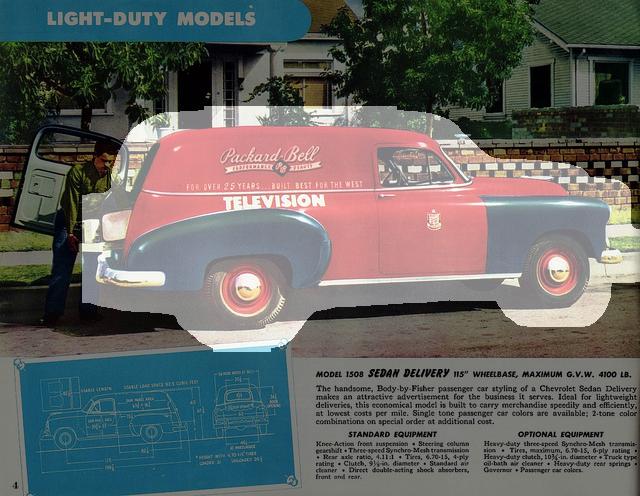 LIGHT-DUTY MODELS
Packard-Bell
FOR OVER 25 YEARS...BUILT BEST FOR THE WEST
TELEVISION
MODEL 1508 SEDAN DELIVERY 115" WHEELBASE, MAXIMUM G.V.W. 4100 LB.
The handsome, Body-by-Fisher passenger car styling of a Chevrolet Sedan Delivery
makes an attractive advertisement for the business it serves. Ideal for lightweight
deliveries, this economical model is built to carry merchandise speedily and efficiently,
at lowest costs per mile. Single tone passenger car colors are available; 2-tone color
combinations on special order at additional cost.
STANDARD EQUIPMENT
Knee-Action front suspension • Steering column
gearshift • Three-speed Synchro-Mesh transmission
• Rear axle ratio, 4.11:1 • Tires, 6.70-15, 4-ply
rating • Clutch, 9½-in. diameter • Standard air
cleaner • Direct double-acting shock absorbers,
front and rear.
OPTIONAL EQUIPMENT
Heavy-duty three-speed Synchro-Mesh transmis-
sion • Tires, maximum, 6.70-15, 6-ply rating •
Heavy-duty clutch, 10¾-in. diameter • Truck type
oil-bath air cleaner • Heavy-duty rear springs •
Governor • Passenger car colors.
4